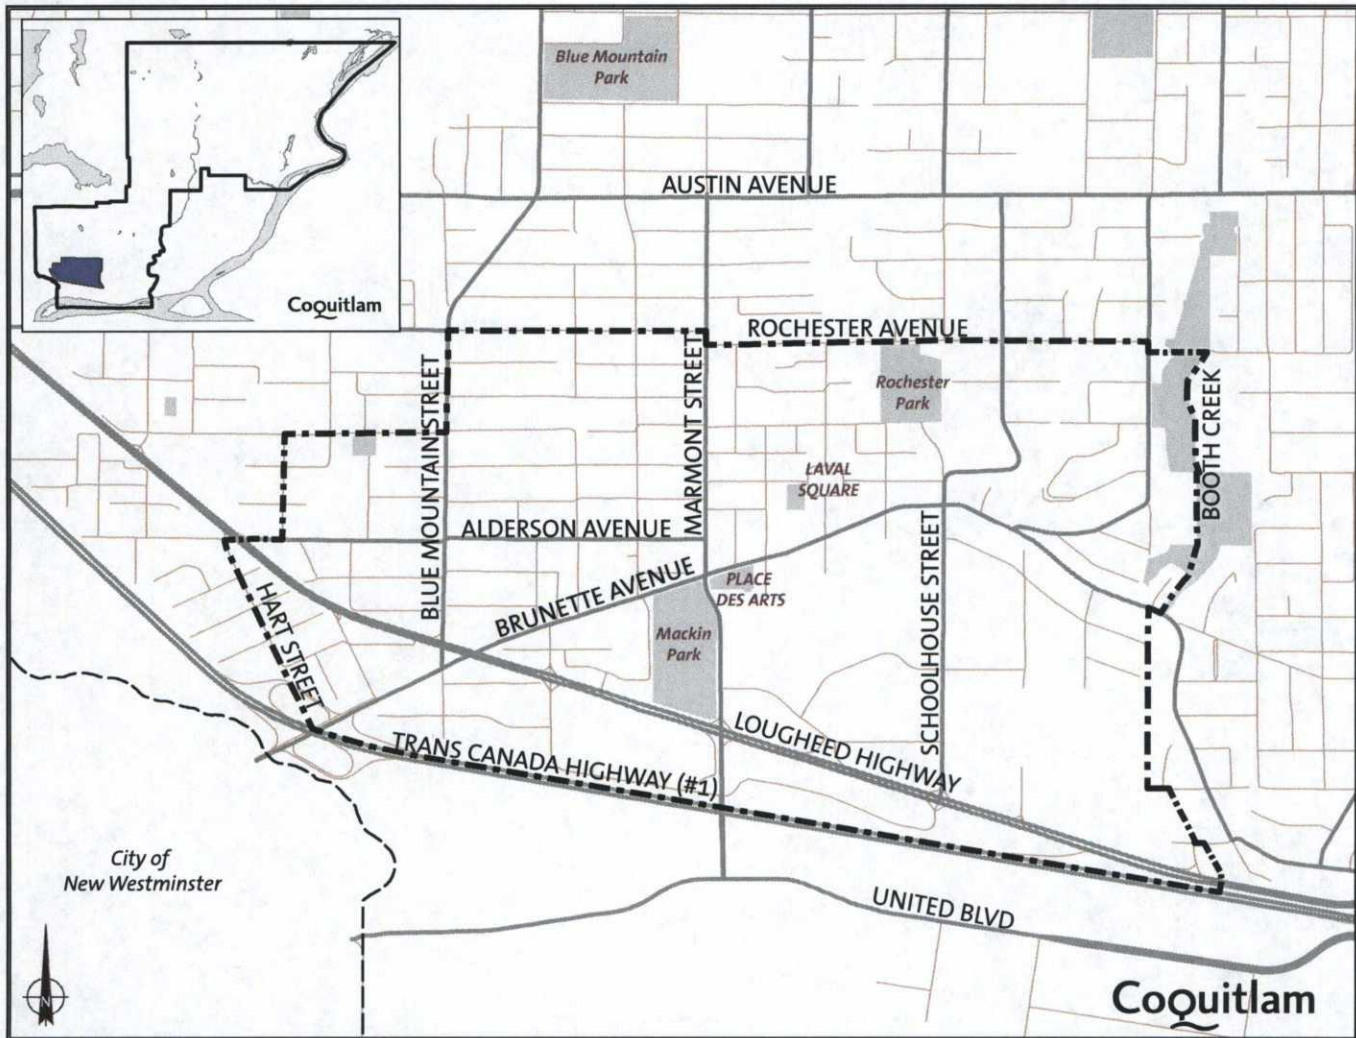 Blue Mountain
Park
AUSTIN AVENUE
Coquitlam
ROCHESTER AVENUE
BLUE MOUNTAIN STREET
MARMONT STREET
Rochester
Park
BOOTH CREEK
LAVAL
SQUARE
ALDERSON AVENUE
SCHOOLHOUSE STREET
BRUNETTE AVENUE
PLACE
DES ARTS
HART STREET
Mackin
Park
LOUGHEED HIGHWAY
TRANS CANADA HIGHWAY (#1)
City of
New Westminster
UNITED BLVD
N
Coquitlam